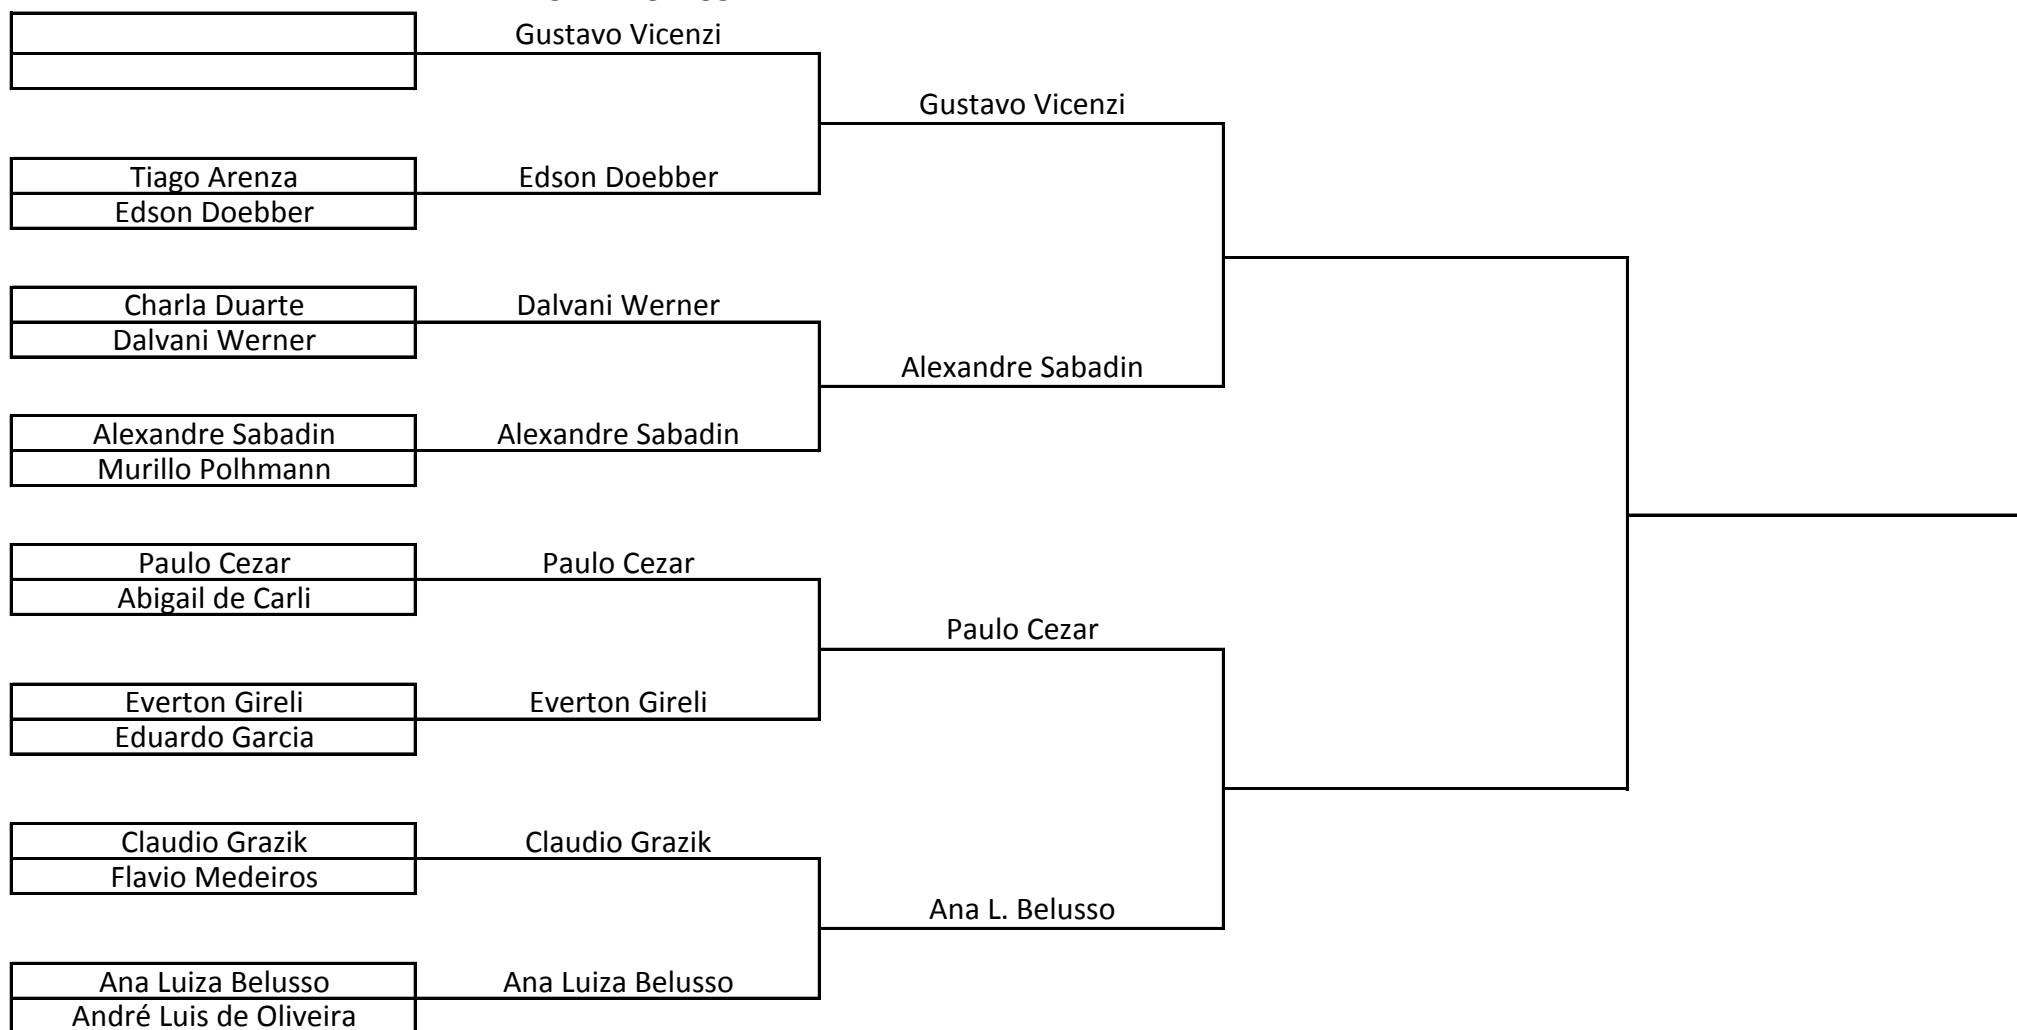 Gustavo Vicenzi
Gustavo Vicenzi
Tiago Arenza
Edson Doebber
Edson Doebber
Charla Duarte
Dalvani Werner
Dalvani Werner
Alexandre Sabadin
Alexandre Sabadin
Alexandre Sabadin
Murillo Polhmann
Paulo Cezar
Paulo Cezar
Abigail de Carli
Paulo Cezar
Everton Gireli
Everton Gireli
Eduardo Garcia
Claudio Grazik
Claudio Grazik
Flavio Medeiros
Ana L. Belusso
Ana Luiza Belusso
Ana Luiza Belusso
André Luis de Oliveira